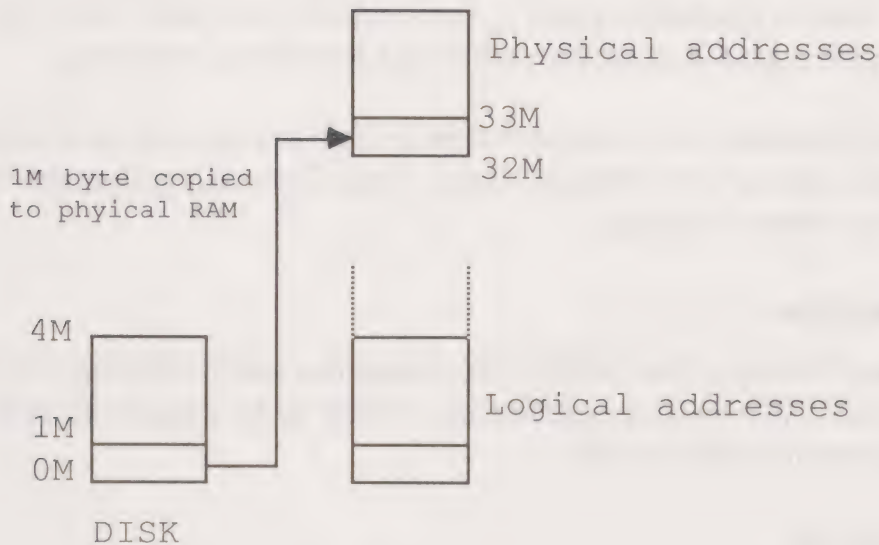 Physical addresses
33M
32M
1M byte copied
to phyical RAM
4M
1M
0M
Logical addresses
DISK